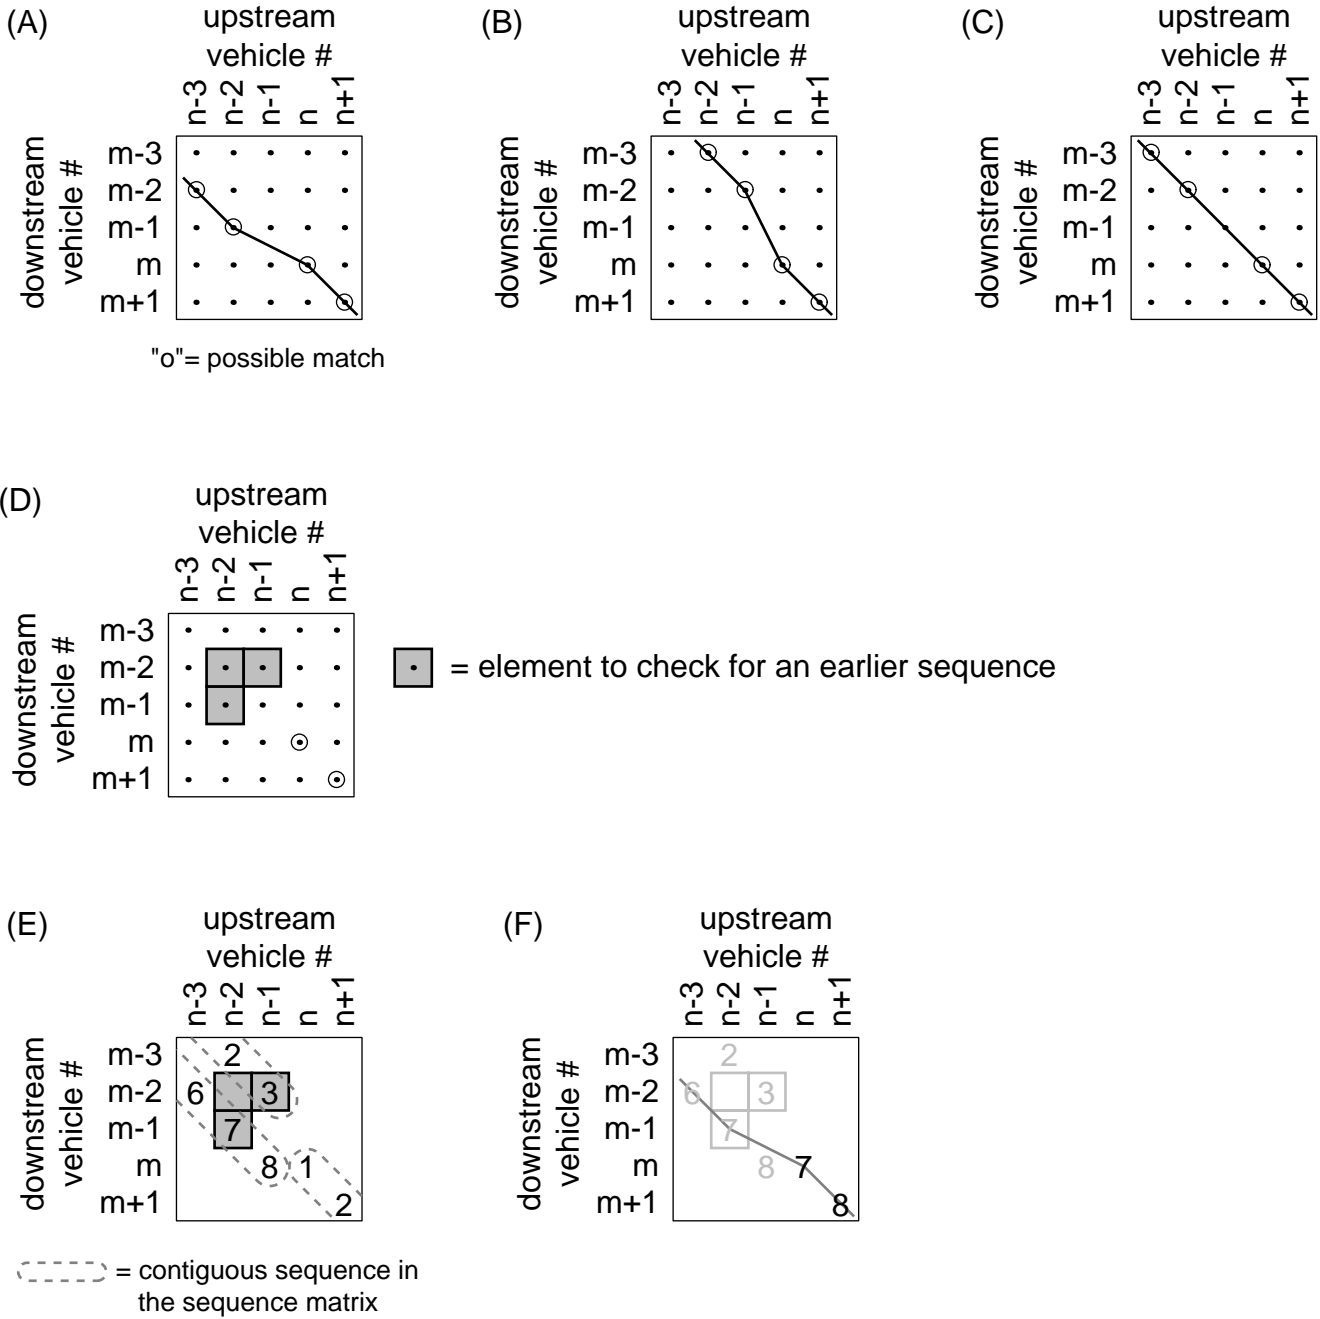 (A)
upstream
vehicle #
n-3 n-2 n-1 n n+1
downstream
vehicle #
m-3
m-2
m-1
m
m+1
"o"= possible match
(B)
upstream
vehicle #
n-3 n-2 n-1 n n+1
downstream
vehicle #
m-3
m-2
m-1
m
m+1
(C)
upstream
vehicle #
n-3 n-2 n-1 n n+1
downstream
vehicle #
m-3
m-2
m-1
m
m+1
(D)
upstream
vehicle #
n-3 n-2 n-1 n n+1
downstream
vehicle #
m-3
m-2
m-1
m
m+1
= element to check for an earlier sequence
(E)
upstream
vehicle #
n-3 n-2 n-1 n n+1
downstream
vehicle #
m-3 2
m-2 6 3
m-1 7
m 8 1
m+1 2
= contiguous sequence in
the sequence matrix
(F)
upstream
vehicle #
n-3 n-2 n-1 n n+1
downstream
vehicle #
m-3 2
m-2 6 3
m-1 7
m 8 7
m+1 8